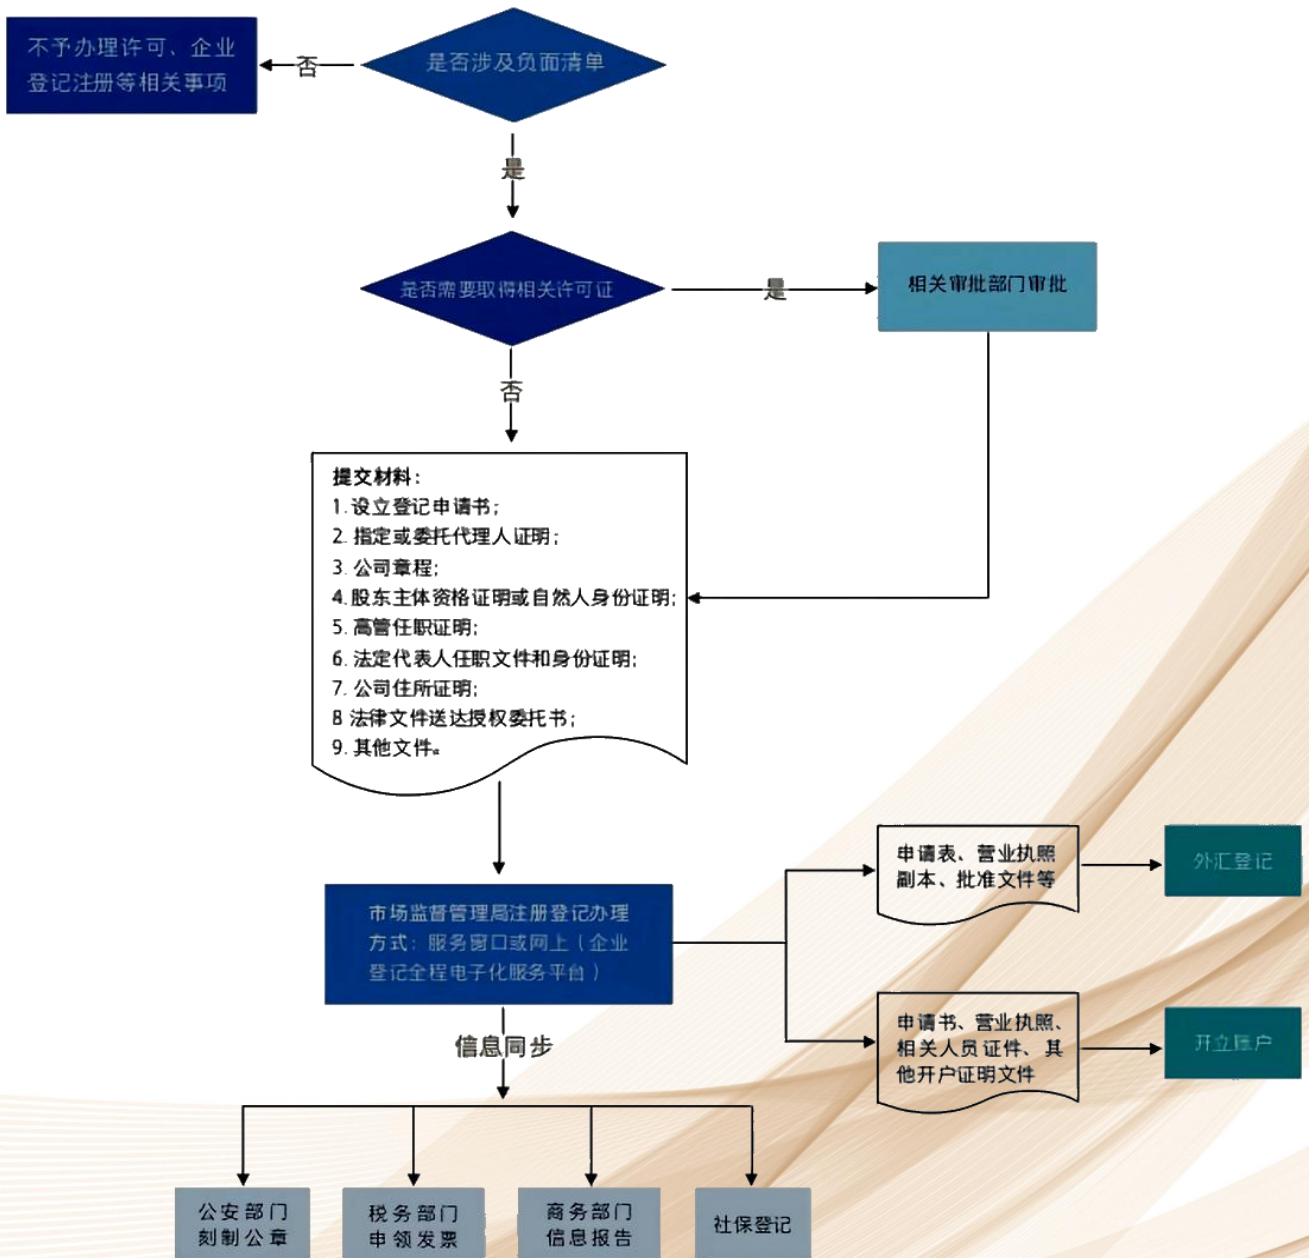 不予办理许可、企业
登记注册等相关事项
否
是否涉及负面清单
是
是否需要取得相关许可证
是
相关审批部门审批
否
提交材料：
1.设立登记申请书；
2. 指定或委托代理人证明；
3. 公司章程；
4.股东主体资格证明或自然人身份证明；
5. 高管任职证明；
6. 法定代表人任职文件和身份证明；
7. 公司住所证明；
8 法律文件送达授权委托书；
9. 其他文件。
市场监督管理局注册登记办理
方式：服务窗口或网上（企业
登记全程电子化服务平台）
申请表、营业执照
副本、批准文件等
外汇登记
申请书、营业执照、
相关人员证件、其
他开户证明文件
开立账户
信息同步
公安部门
刻制公章
税务部门
申领发票
商务部门
信息报告
社保登记